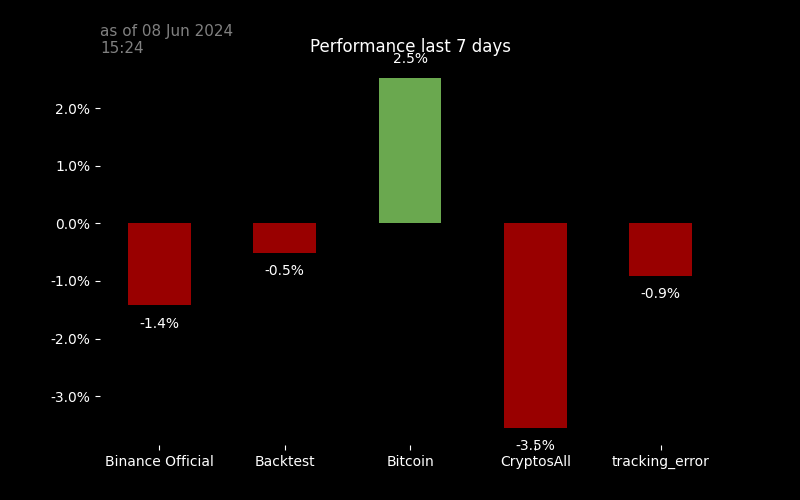 as of 08 Jun 2024
15:24
Performance last 7 days
2.5%
2.0%
1.0%
0.0%
-1.0%
-2.0%
-3.0%
-1.4%
-0.5%
-0.9%
-3.5%
Binance Official
Backtest
Bitcoin
CryptosAll
tracking_error